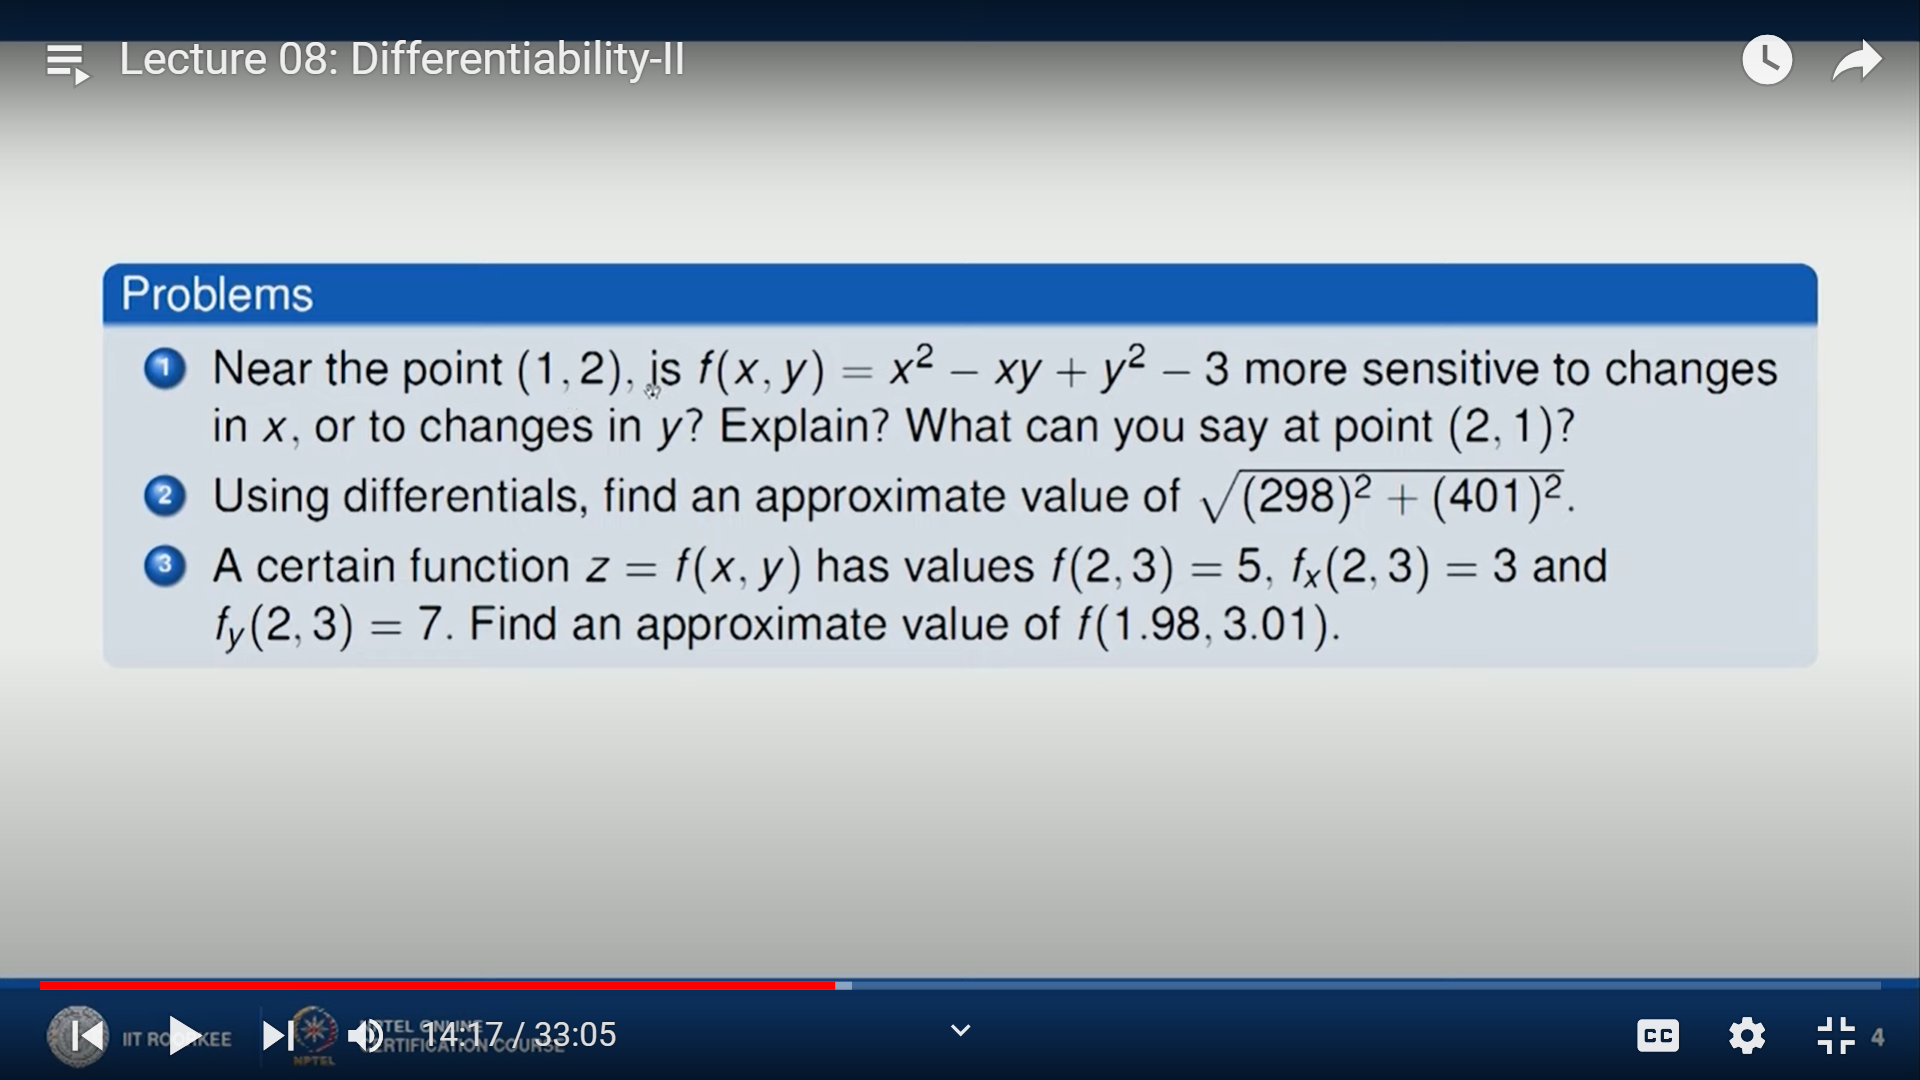 Lecture 08: Differentiability-II
Problems
1 Near the point (1, 2), is f(x, y) = x² − xy + y² − 3 more sensitive to changes
in x, or to changes in y? Explain? What can you say at point (2, 1)?
2 Using differentials, find an approximate value of √(298)² + (401)².
3 A certain function z = f(x, y) has values f(2, 3) = 5, fₓ(2, 3) = 3 and
f_y(2, 3) = 7. Find an approximate value of f(1.98, 3.01).
IIT ROORKEE
NPTEL
NPTEL ONLINE
CERTIFICATION COURSE
14:17 / 33:05
CC
4